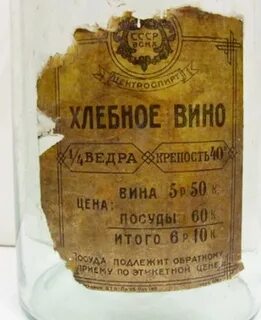 СССР
ВСНХ
ЦЕНТРОСПИРТ
ХЛЕБНОЕ ВИНО
1/4 ВЕДРА КРЕПОСТЬ 40°
ЦЕНА:
ВИНА 5 р 50 к.
ПОСУДЫ 60 к.
ИТОГО 6 р 10 к.
ПОСУДА ПОДЛЕЖИТ ОБРАТНОМУ
ПРИЕМУ ПО ЭТИКЕТНОЙ ЦЕНЕ